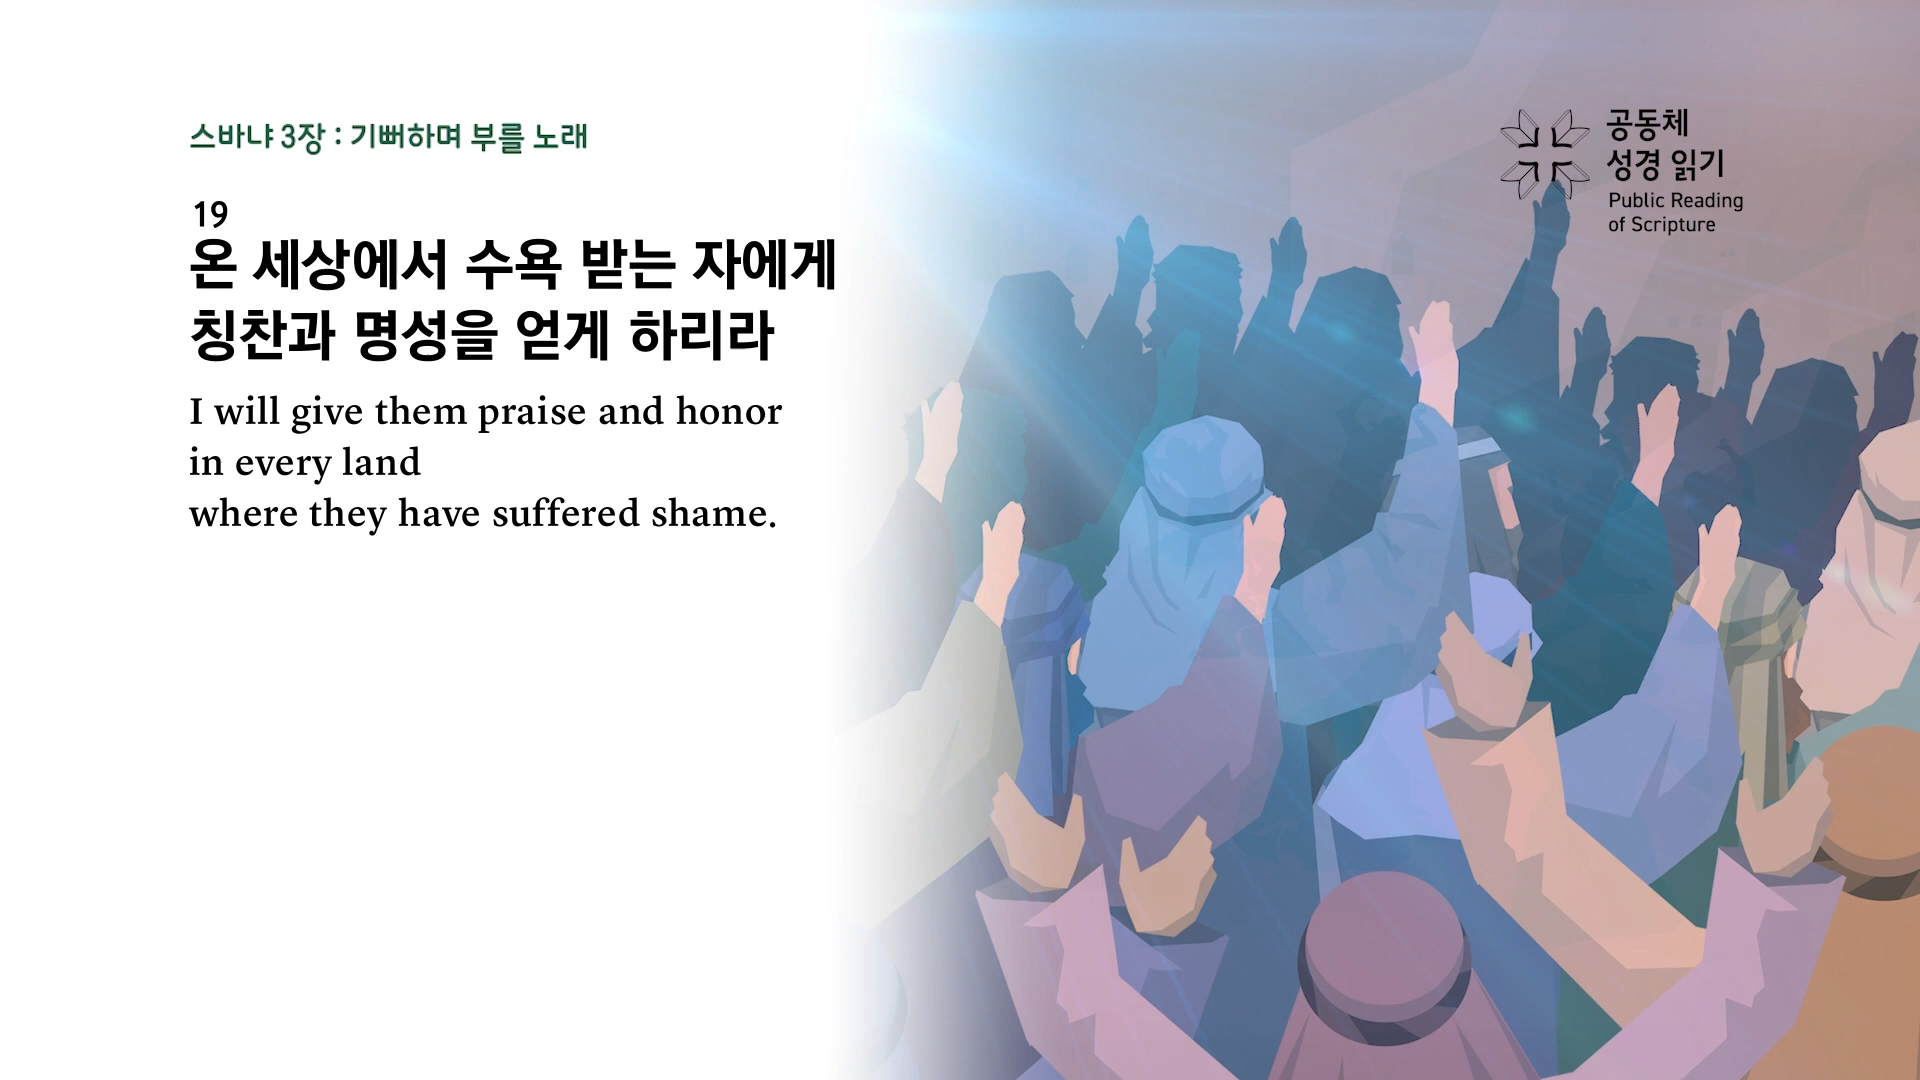 스바냐 3장 : 기뻐하며 부를 노래
19
온 세상에서 수욕 받는 자에게
칭찬과 명성을 얻게 하리라
I will give them praise and honor
in every land
where they have suffered shame.
공동체
성경 읽기
Public Reading
of Scripture